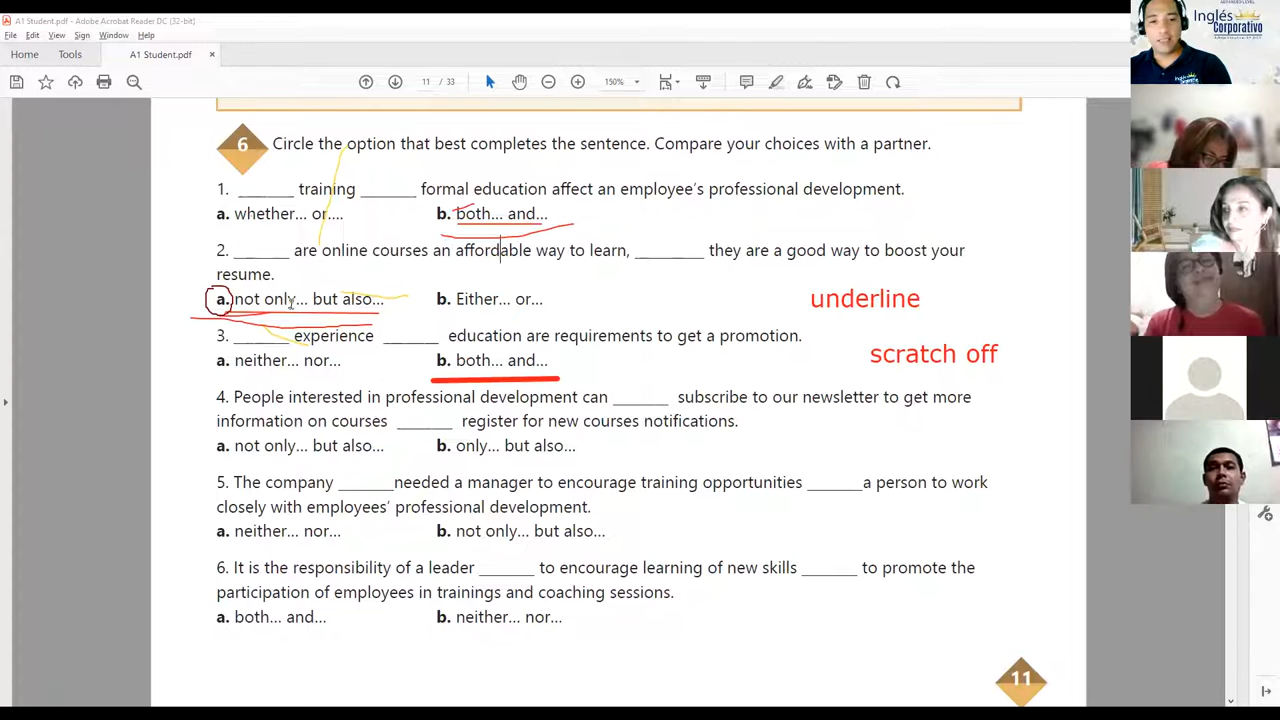 A1 Student.pdf - Adobe Acrobat Reader DC (32-bit)
File Edit View Sign Window Help
Home Tools A1 Student.pdf ×
11 / 33 150%
Inglés
Corporativo
6 Circle the option that best completes the sentence. Compare your choices with a partner.
1. _______ training _______ formal education affect an employee's professional development.
a. whether... or.... b. both... and...
2. _______ are online courses an affordable way to learn, _________ they are a good way to boost your
resume.
a. not only... but also... b. Either... or...
underline
3. _______ experience _______ education are requirements to get a promotion.
scratch off
a. neither... nor... b. both... and...
4. People interested in professional development can _______ subscribe to our newsletter to get more
information on courses _______ register for new courses notifications.
a. not only... but also... b. only... but also...
5. The company _______needed a manager to encourage training opportunities _______a person to work
closely with employees' professional development.
a. neither... nor... b. not only... but also...
6. It is the responsibility of a leader _______ to encourage learning of new skills _______ to promote the
participation of employees in trainings and coaching sessions.
a. both... and... b. neither... nor...
11